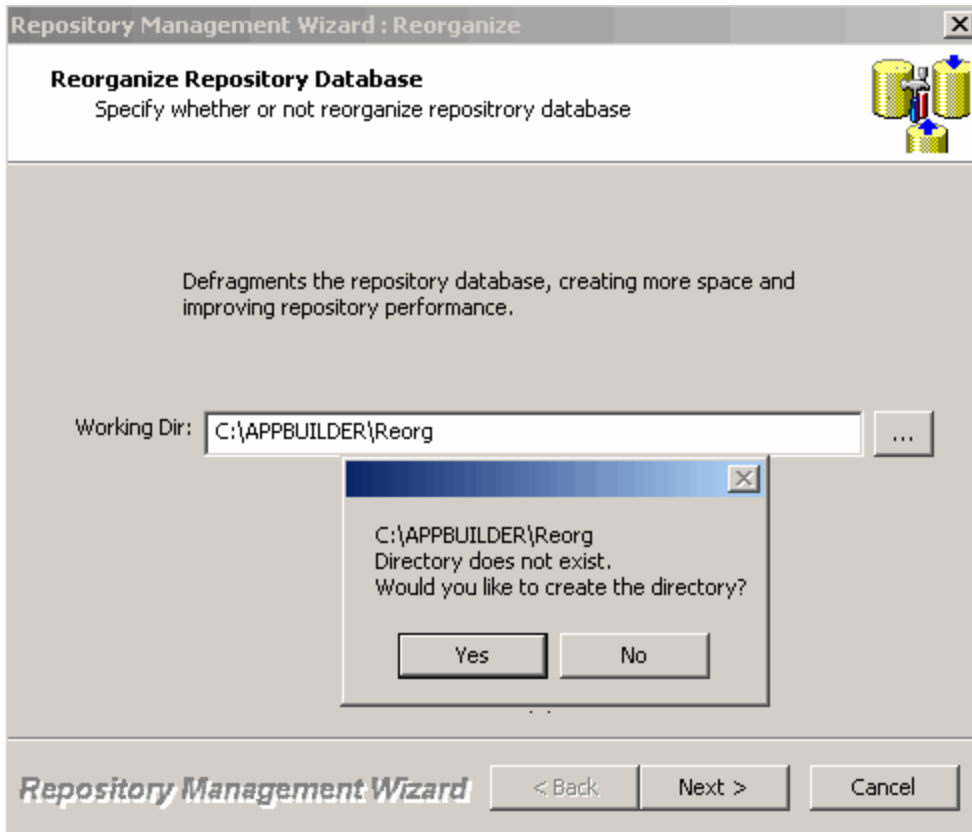 Repository Management Wizard : Reorganize
Reorganize Repository Database
Specify whether or not reorganize repositrory database
Defragments the repository database, creating more space and
improving repository performance.
Working Dir: C:\APPBUILDER\Reorg ...
C:\APPBUILDER\Reorg
Directory does not exist.
Would you like to create the directory?
Yes No
Repository Management Wizard < Back Next > Cancel